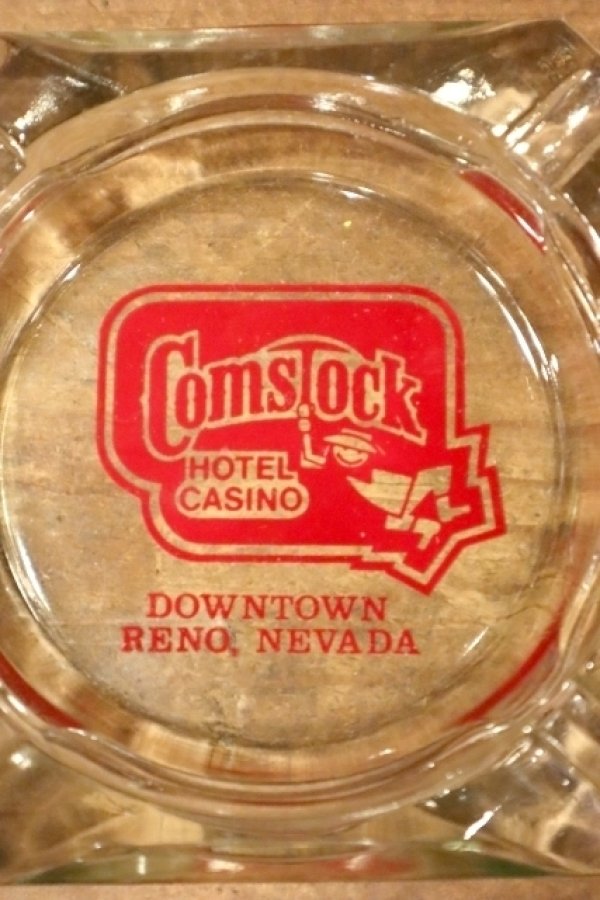 Comstock
HOTEL
CASINO
DOWNTOWN
RENO, NEVADA